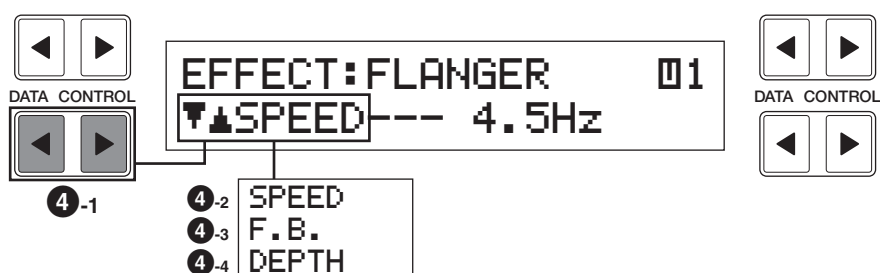 EFFECT:FLANGER 1
DATA CONTROL
▼▲SPEED--- 4.5Hz
DATA CONTROL
4-1
4-2 SPEED
4-3 F.B.
4-4 DEPTH